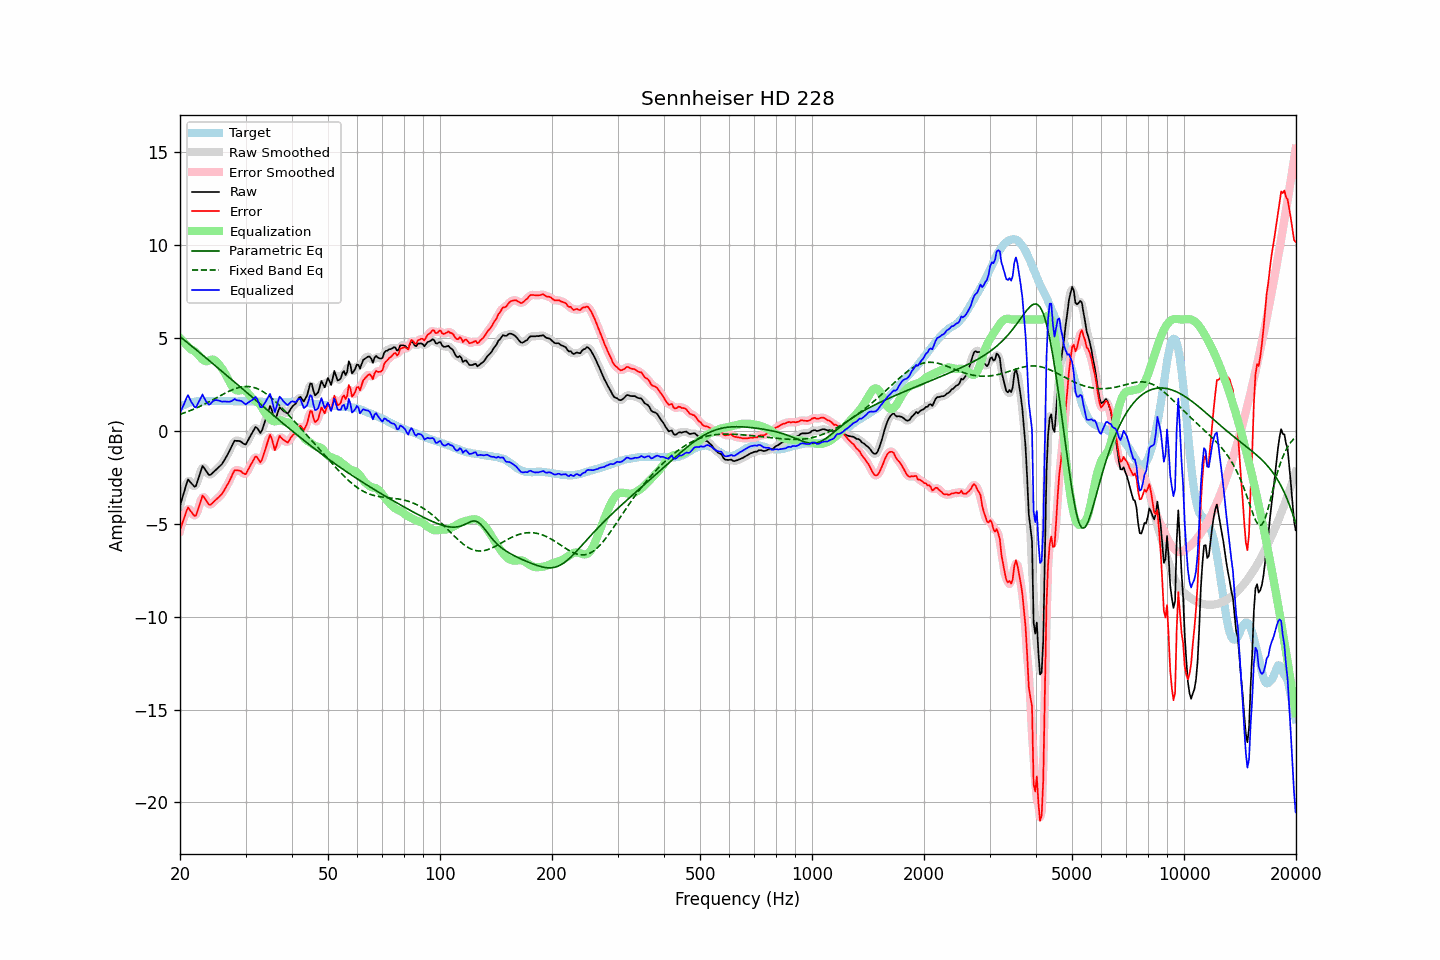 Sennheiser HD 228
Target
Raw Smoothed
Error Smoothed
Raw
Error
Equalization
Parametric Eq
Fixed Band Eq
Equalized
15
10
5
0
−5
−10
−15
−20
Amplitude (dBr)
20 50 100 200 500 1000 2000 5000 10000 20000
Frequency (Hz)